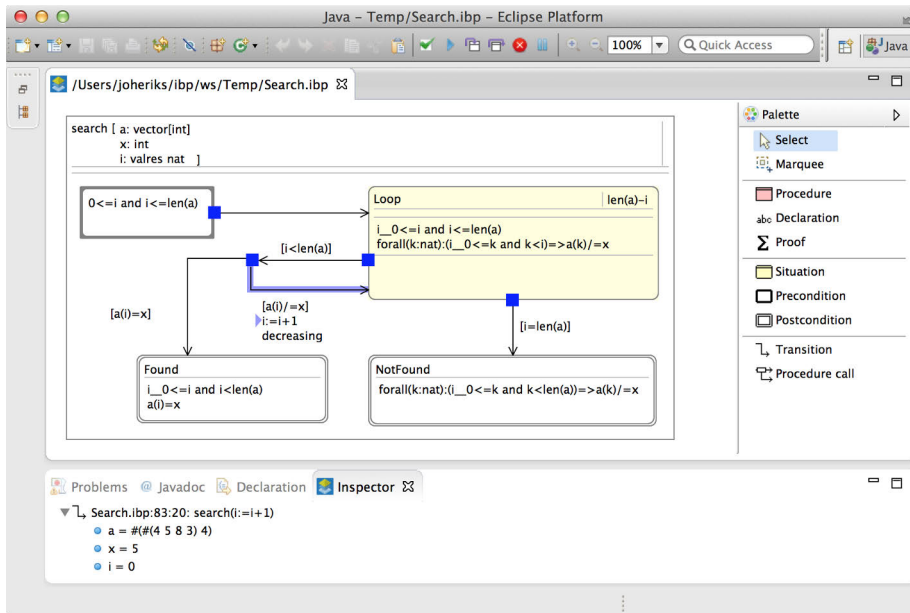 Java – Temp/Search.ibp – Eclipse Platform
100%
Quick Access
Java
/Users/joheriks/ibp/ws/Temp/Search.ibp
search [ a: vector[int]
x: int
i: valres nat ]
0<=i and i<=len(a)
Loop
len(a)–i
i__0<=i and i<=len(a)
forall(k:nat):(i__0<=k and k<i)=>a(k)/=x
[i<len(a)]
[a(i)=x]
[a(i)/=x]
i:=i+1
decreasing
[i=len(a)]
Found
i__0<=i and i<len(a)
a(i)=x
NotFound
forall(k:nat):(i__0<=k and k<len(a))=>a(k)/=x
Palette
Select
Marquee
Procedure
abc Declaration
Σ Proof
Situation
Precondition
Postcondition
Transition
Procedure call
Problems @ Javadoc Declaration Inspector
Search.ibp:83:20: search(i:=i+1)
a = #(#(4 5 8 3) 4)
x = 5
i = 0